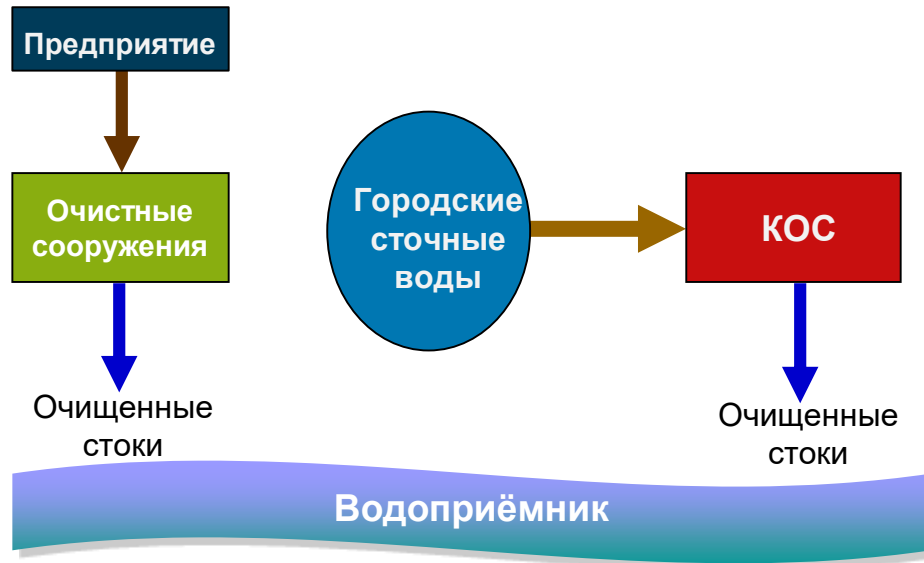 Предприятие
Очистные
сооружения
Городские
сточные
воды
КОС
Очищенные
стоки
Очищенные
стоки
Водоприёмник